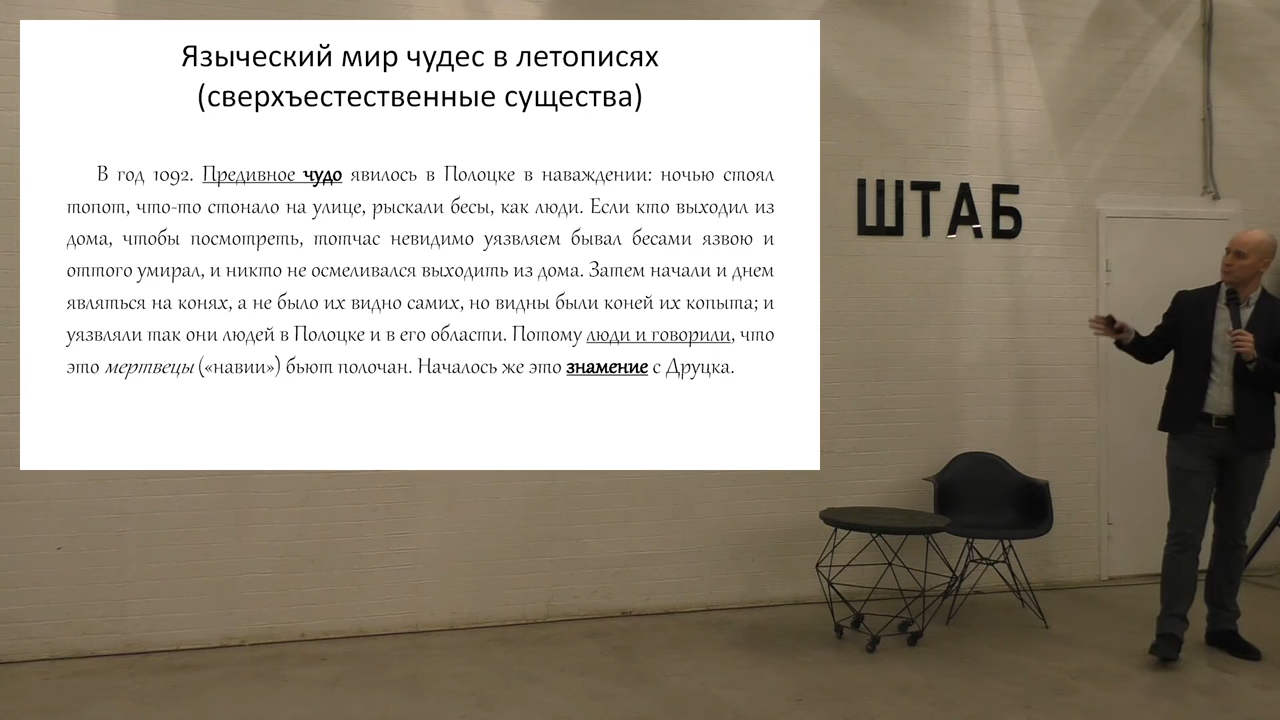 Языческий мир чудес в летописях
(сверхъестественные существа)
В год 1092. Предивное чудо явилось в Полоцке в наваждении: ночью стоял
топот, что-то стонало на улице, рыскали бесы, как люди. Если кто выходил из
дома, чтобы посмотреть, тотчас невидимо уязвляем бывал бесами язвою и
оттого умирал, и никто не осмеливался выходить из дома. Затем начали и днем
являться на конях, а не было их видно самих, но видны были коней их копыта; и
уязвляли так они людей в Полоцке и в его области. Потому люди и говорили, что
это мертвецы («навии») бьют полочан. Началось же это знамение с Друцка.
ШТАБ